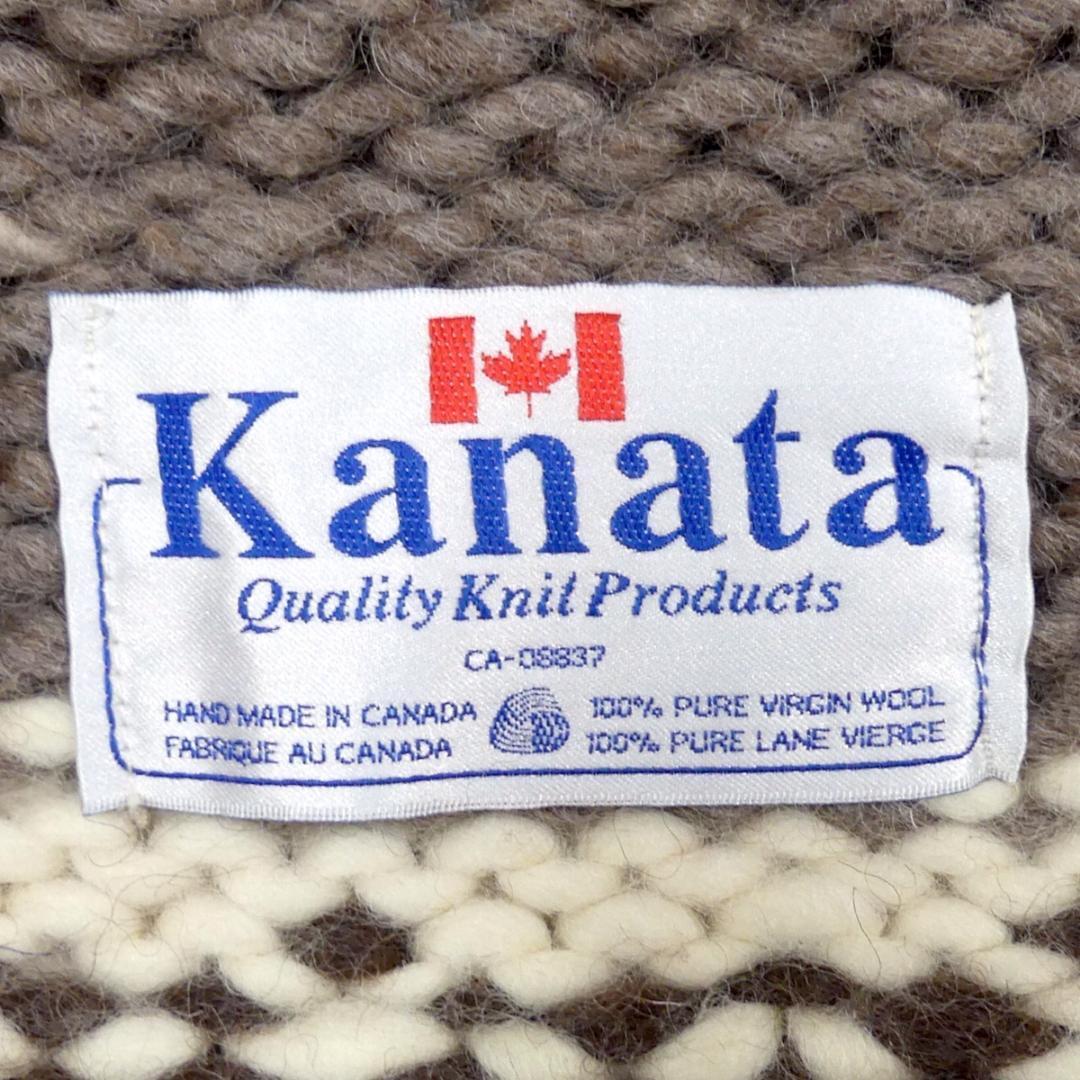 Kanata
Quality Knit Products
CA-08837
HAND MADE IN CANADA
FABRIQUE AU CANADA
100% PURE VIRGIN WOOL
100% PURE LANE VIERGE